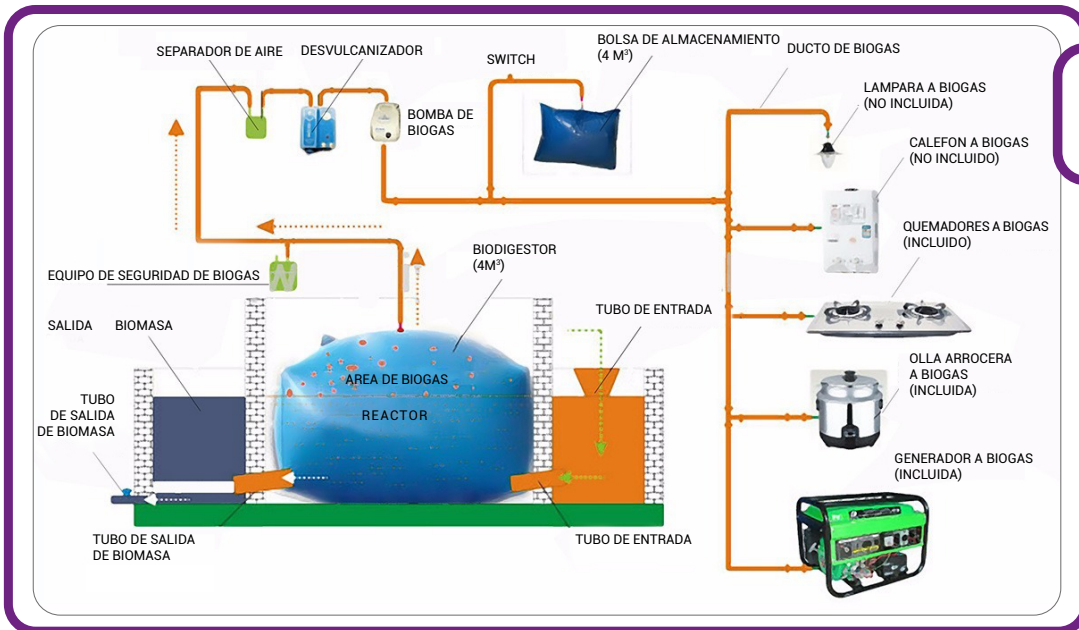 SEPARADOR DE AIRE
DESVULCANIZADOR
BOMBA DE
BIOGAS
SWITCH
BOLSA DE ALMACENAMIENTO
(4 M³)
DUCTO DE BIOGAS
LAMPARA A BIOGAS
(NO INCLUIDA)
CALEFON A BIOGAS
(NO INCLUIDO)
QUEMADORES A BIOGAS
(INCLUIDO)
OLLA ARROCERA
A BIOGAS
(INCLUIDA)
GENERADOR A BIOGAS
(INCLUIDA)
EQUIPO DE SEGURIDAD DE BIOGAS
BIODIGESTOR
(4M³)
SALIDA BIOMASA
TUBO DE ENTRADA
AREA DE BIOGAS
REACTOR
TUBO
DE SALIDA
DE BIOMASA
TUBO DE SALIDA
DE BIOMASA
TUBO DE ENTRADA